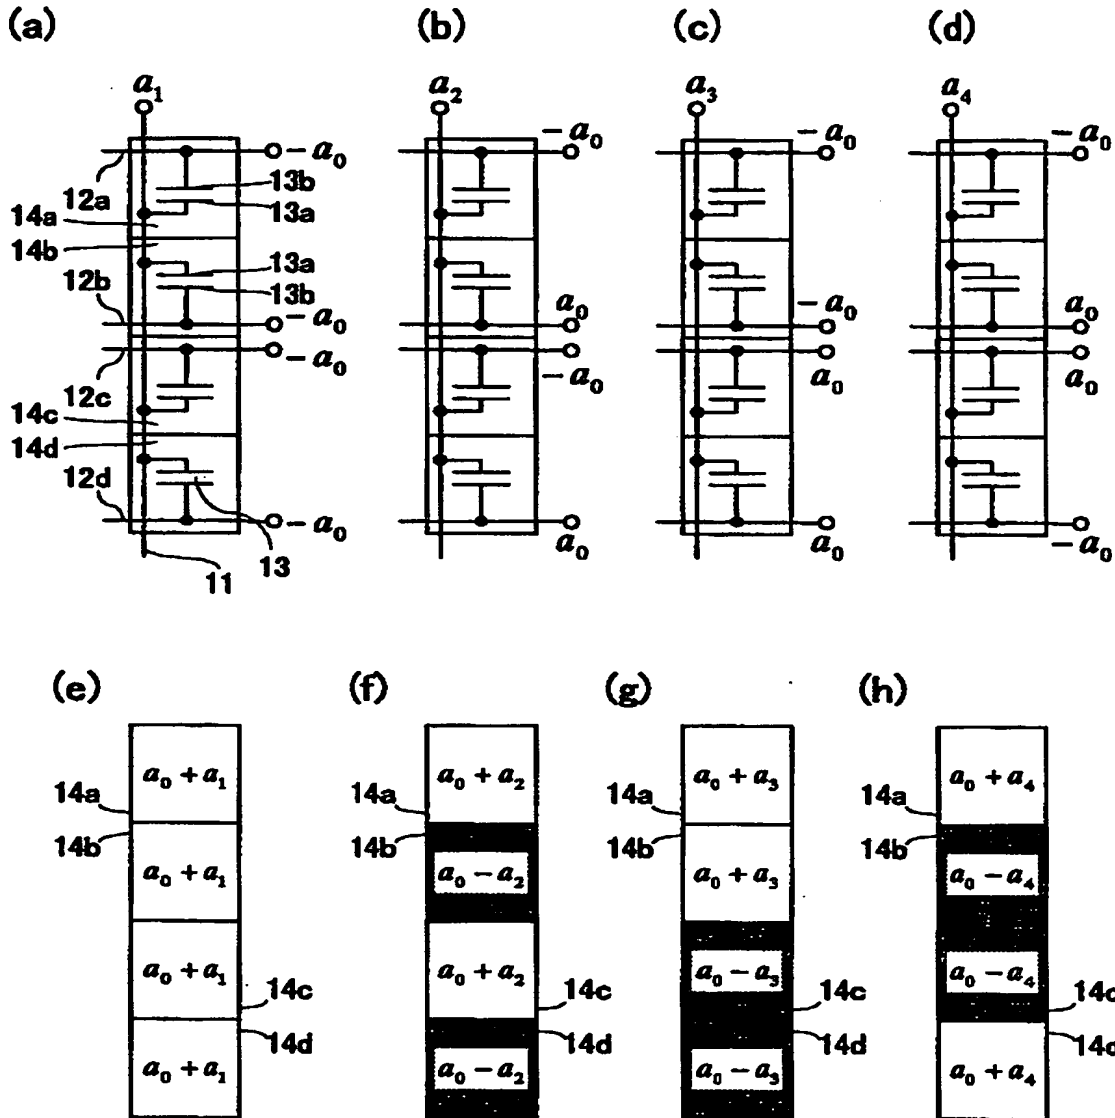 (a)
(b)
(c)
(d)
a₁
a₂
a₃
a₄
−a₀
−a₀
−a₀
−a₀
12a
13b
13a
14a
14b
13a
13b
12b
−a₀
a₀
−a₀
a₀
−a₀
−a₀
a₀
a₀
12c
14c
14d
12d
−a₀
a₀
a₀
−a₀
11
13
(e)
(f)
(g)
(h)
a₀ + a₁
a₀ + a₂
a₀ + a₃
a₀ + a₄
14a
14a
14a
14a
14b
14b
14b
14b
a₀ + a₁
a₀ − a₂
a₀ + a₃
a₀ − a₄
a₀ + a₁
a₀ + a₂
a₀ − a₃
a₀ − a₄
14c
14c
14c
14d
14d
14d
a₀ + a₁
a₀ − a₂
a₀ − a₃
a₀ + a₄